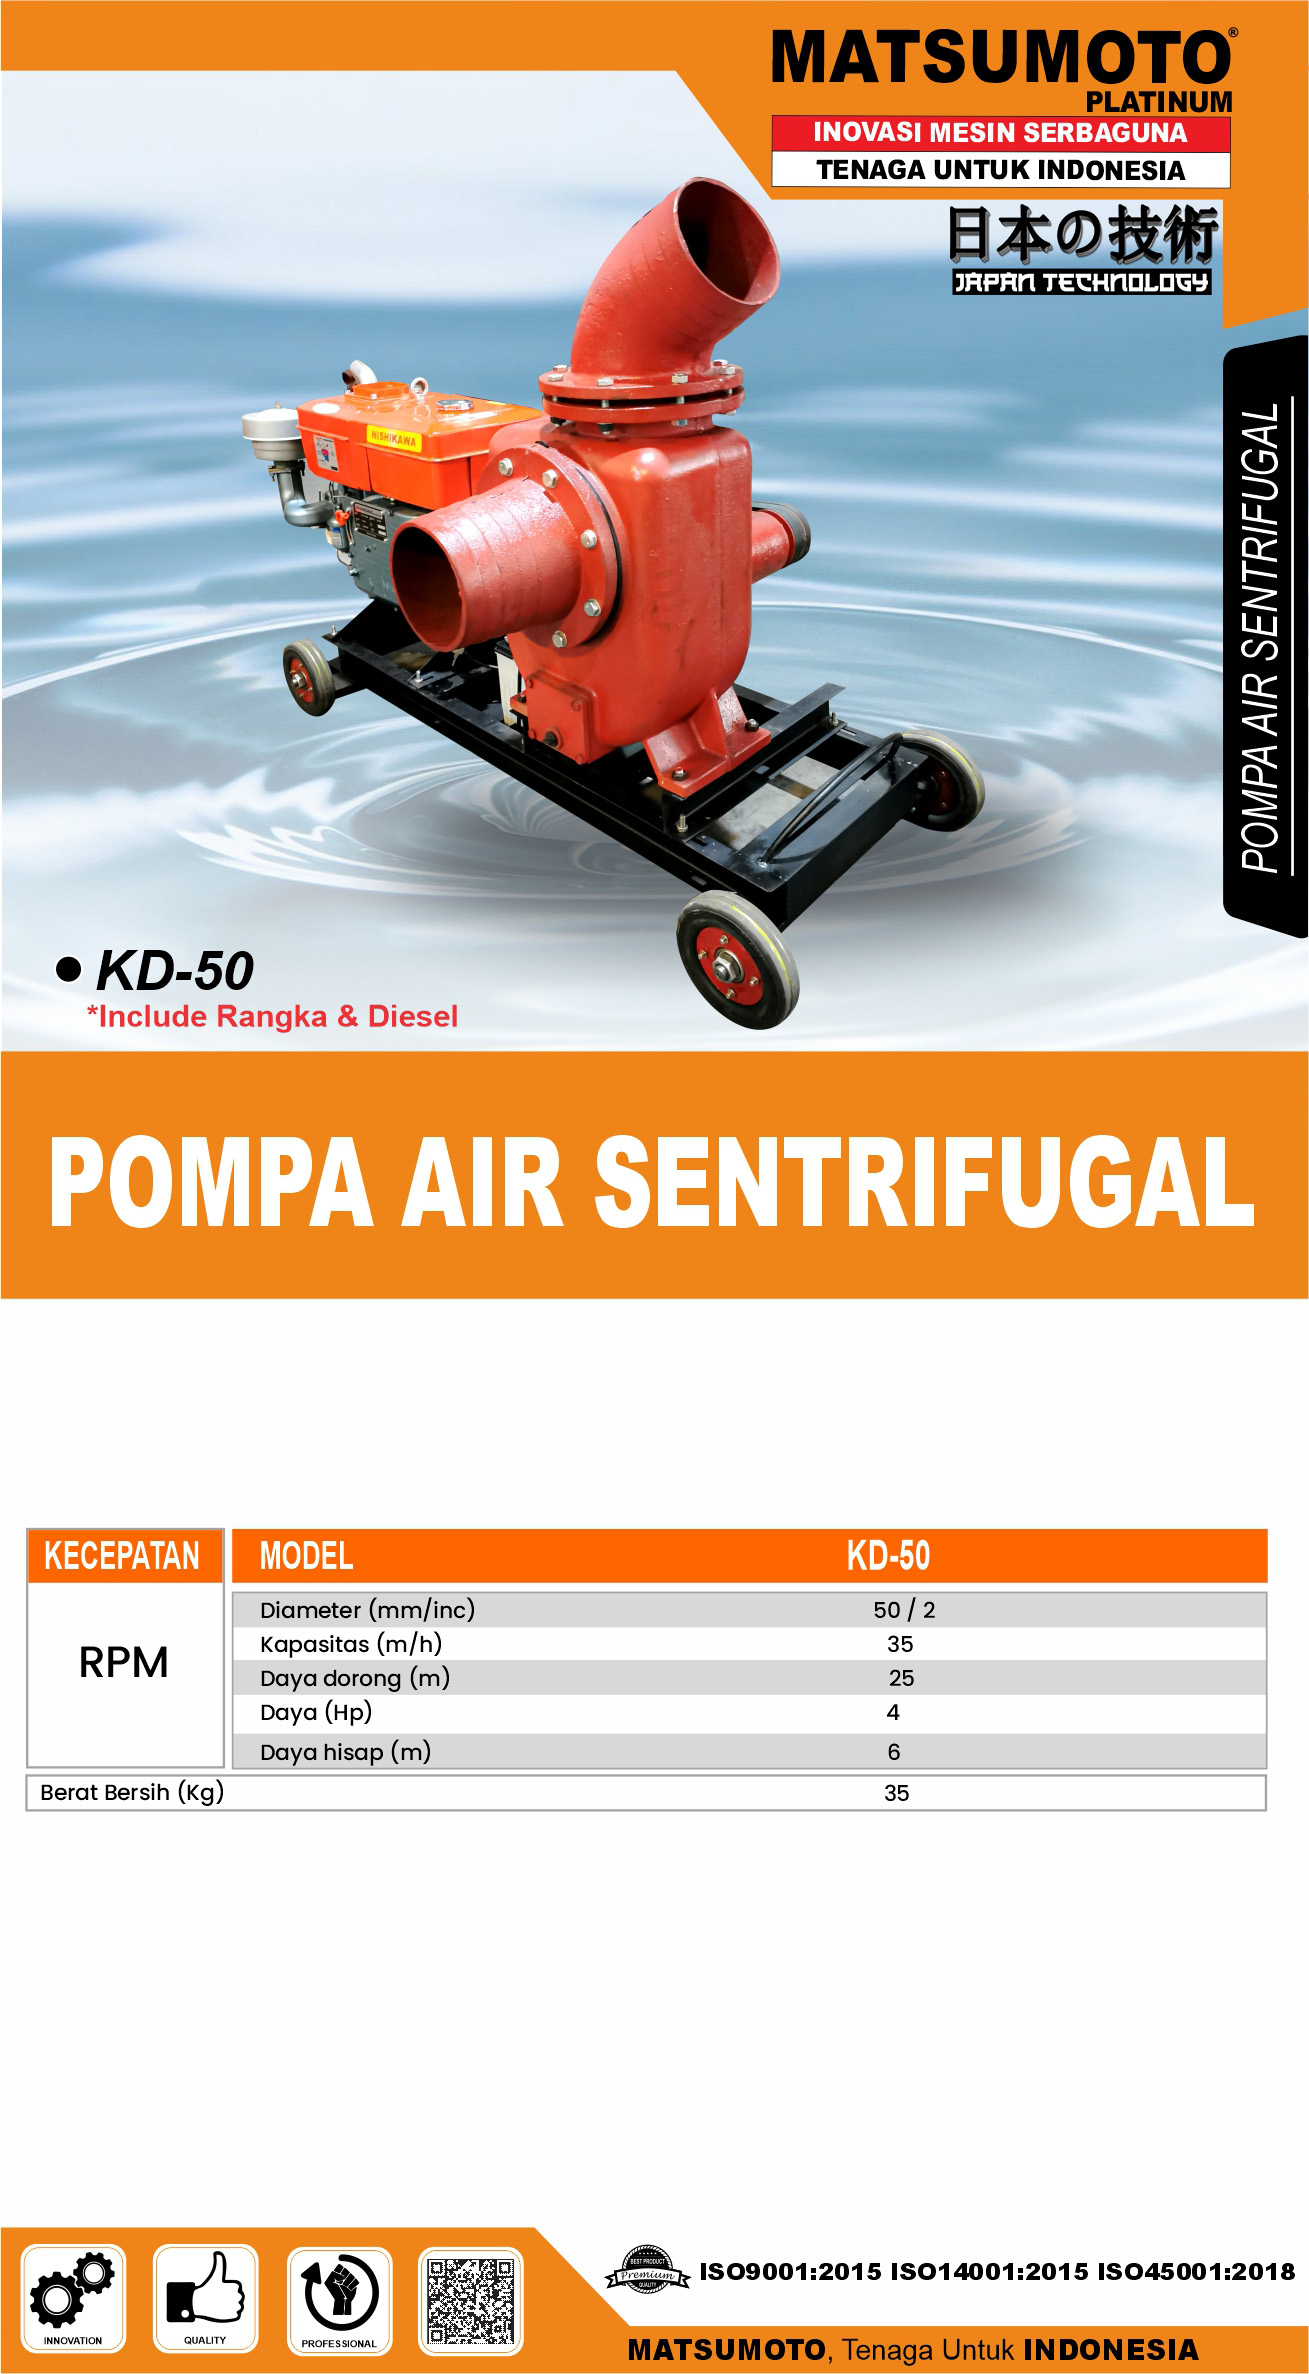 MATSUMOTO®
PLATINUM
INOVASI MESIN SERBAGUNA
TENAGA UNTUK INDONESIA
日本の技術
JAPAN TECHNOLOGY
NISHIKAWA
POMPA AIR SENTRIFUGAL
• KD-50
*Include Rangka & Diesel
POMPA AIR SENTRIFUGAL
KECEPATAN MODEL KD-50
Diameter (mm/inc) 50 / 2
Kapasitas (m/h) 35
RPM
Daya dorong (m) 25
Daya (Hp) 4
Daya hisap (m) 6
Berat Bersih (Kg) 35
INNOVATION
QUALITY
PROFESSIONAL
BEST PRODUCT
Premium
QUALITY
ISO9001:2015 ISO14001:2015 ISO45001:2018
MATSUMOTO, Tenaga Untuk INDONESIA